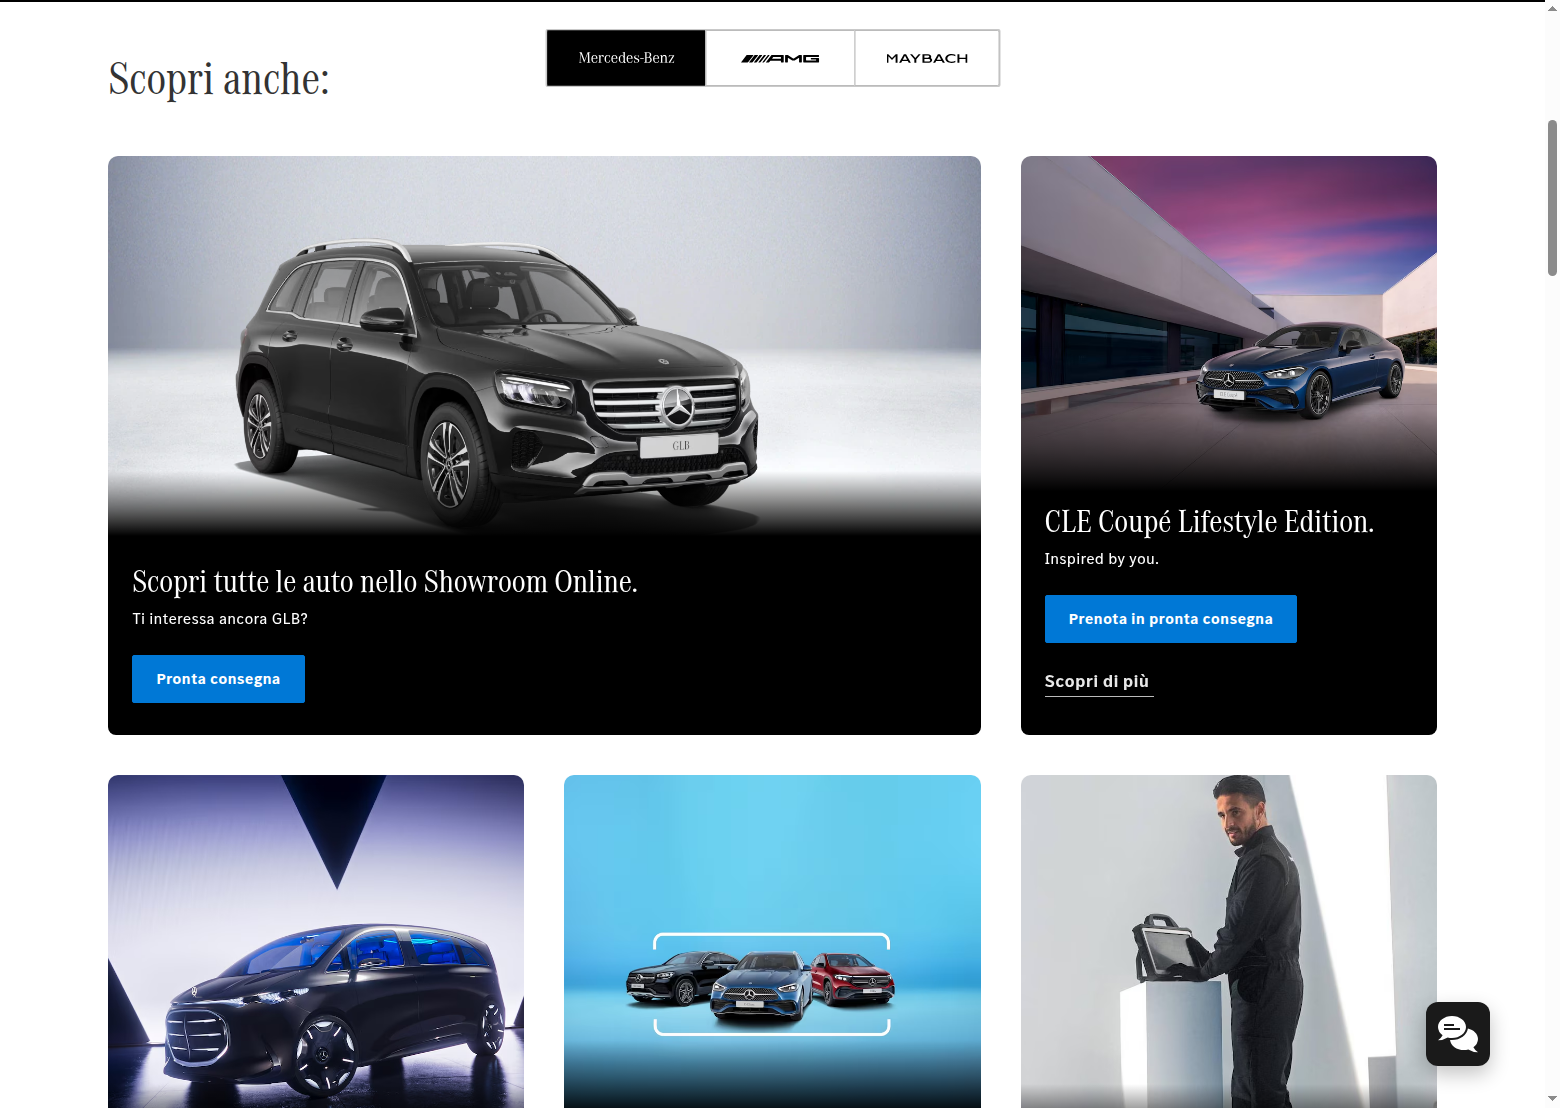 Mercedes-Benz
AMG
MAYBACH
Scopri anche:
GLB
Scopri tutte le auto nello Showroom Online.
Ti interessa ancora GLB?
Pronta consegna
CLE Coupé Lifestyle Edition.
Inspired by you.
Prenota in pronta consegna
Scopri di più